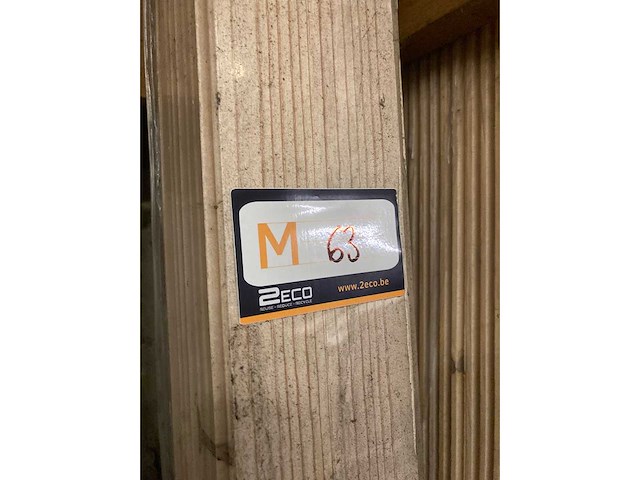 M 63
2ECO
REUSE - REDUCE - RECYCLE
www.2eco.be